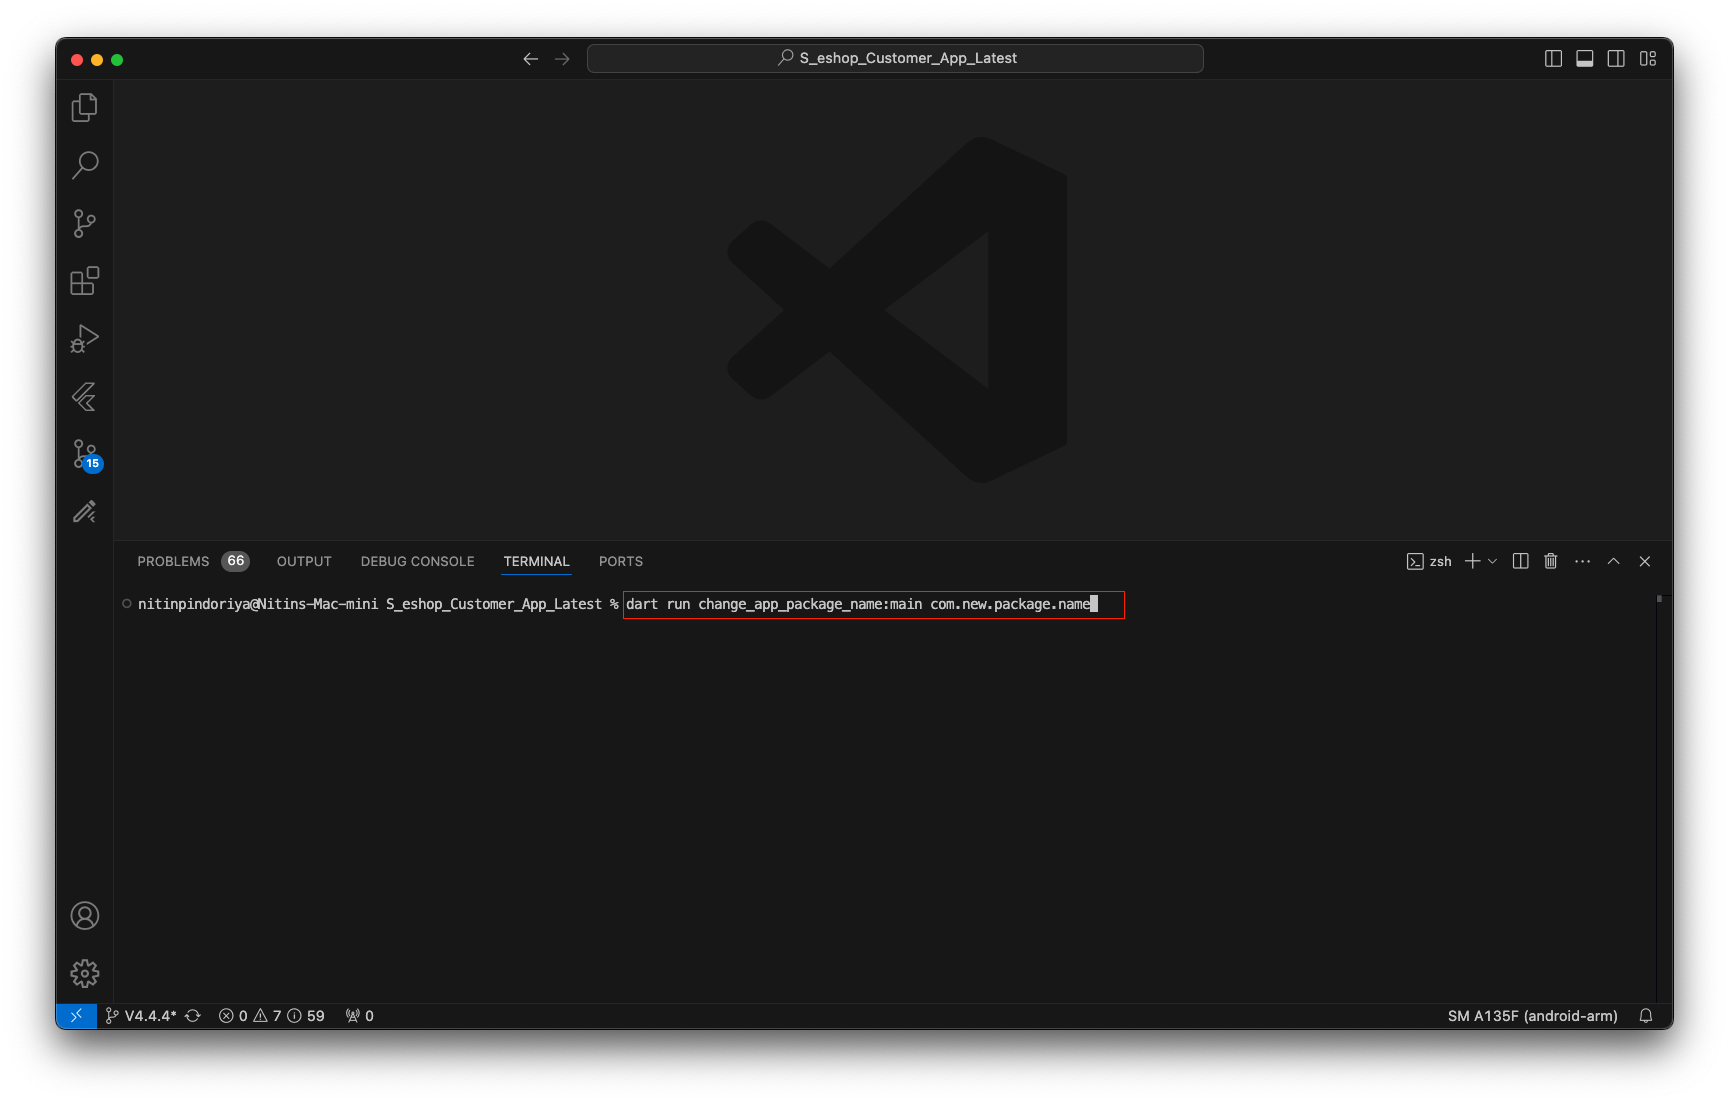 S_eshop_Customer_App_Latest
15
PROBLEMS 66 OUTPUT DEBUG CONSOLE TERMINAL PORTS zsh
nitinpindoriya@Nitins-Mac-mini S_eshop_Customer_App_Latest % dart run change_app_package_name:main com.new.package.name
V4.4.4* 0 7 59 0 SM A135F (android-arm)